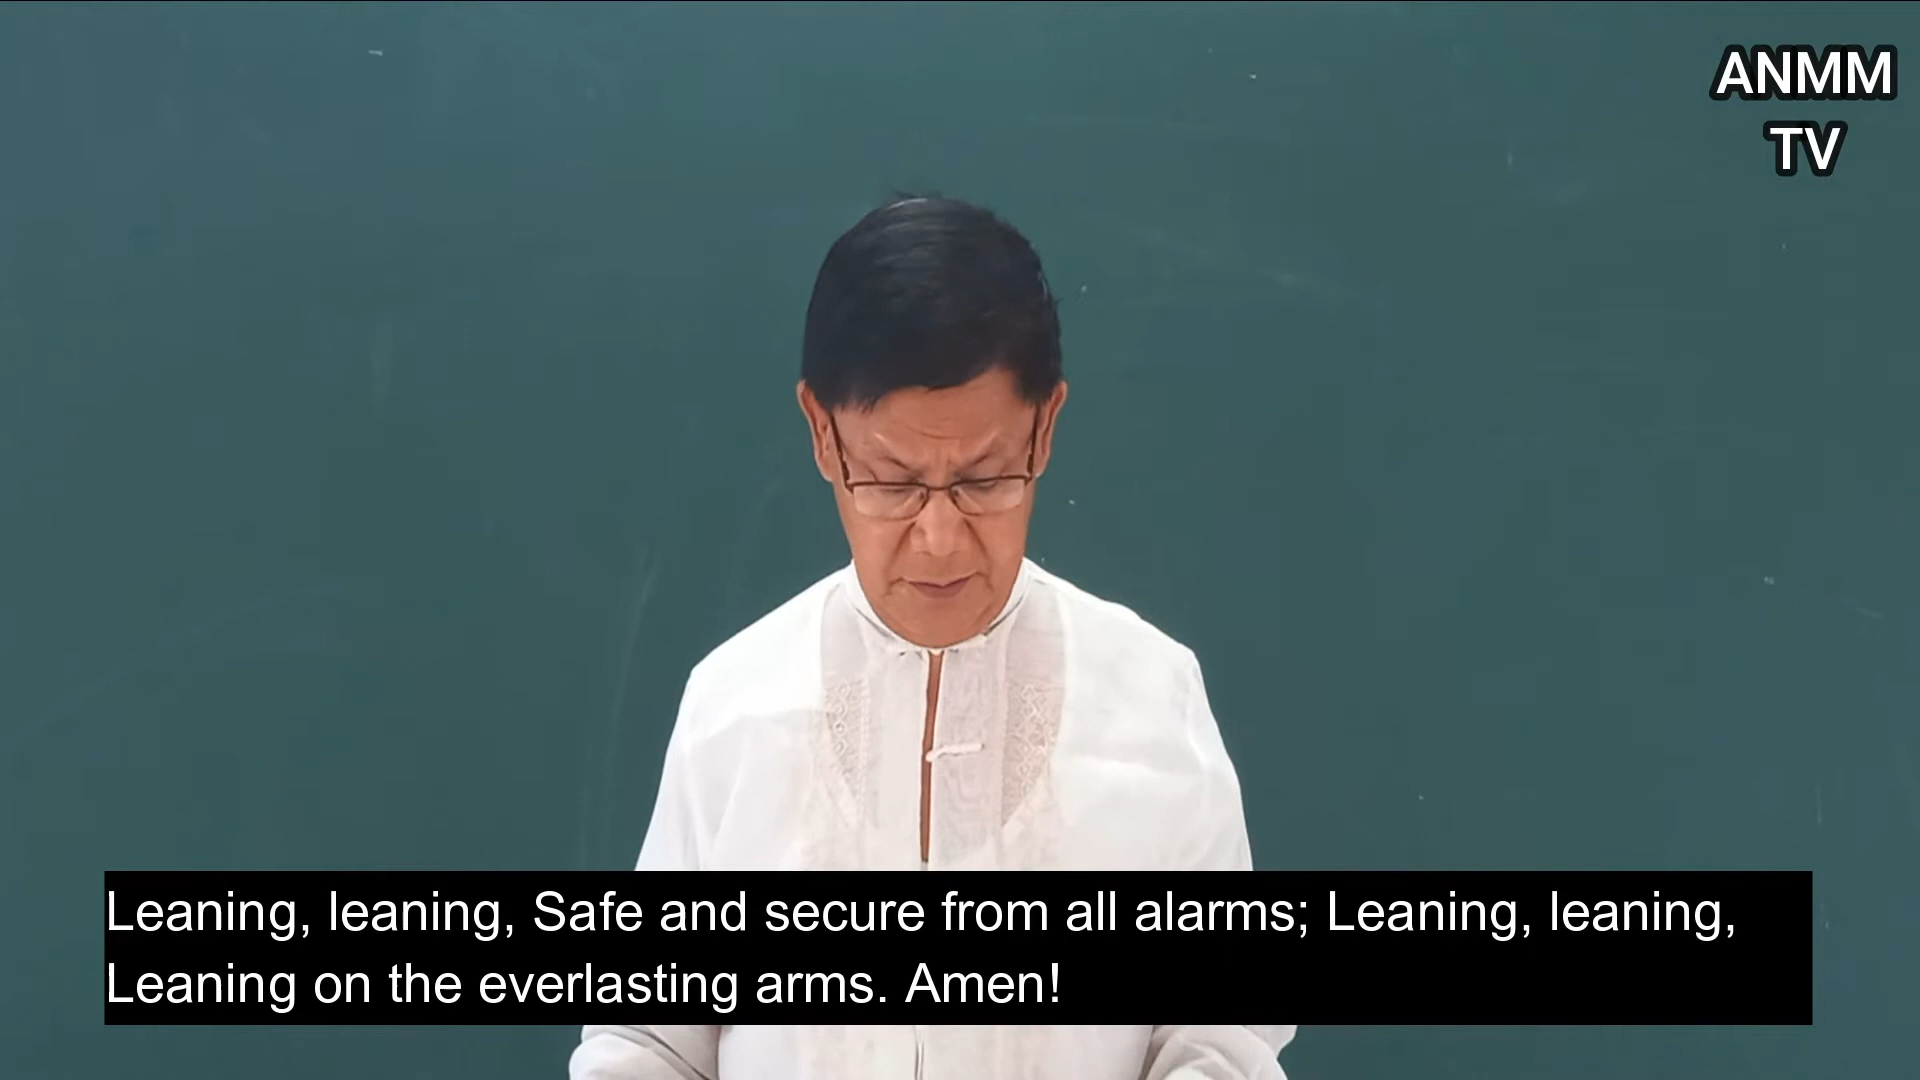 ANMM
TV
Leaning, leaning, Safe and secure from all alarms; Leaning, leaning,
Leaning on the everlasting arms. Amen!